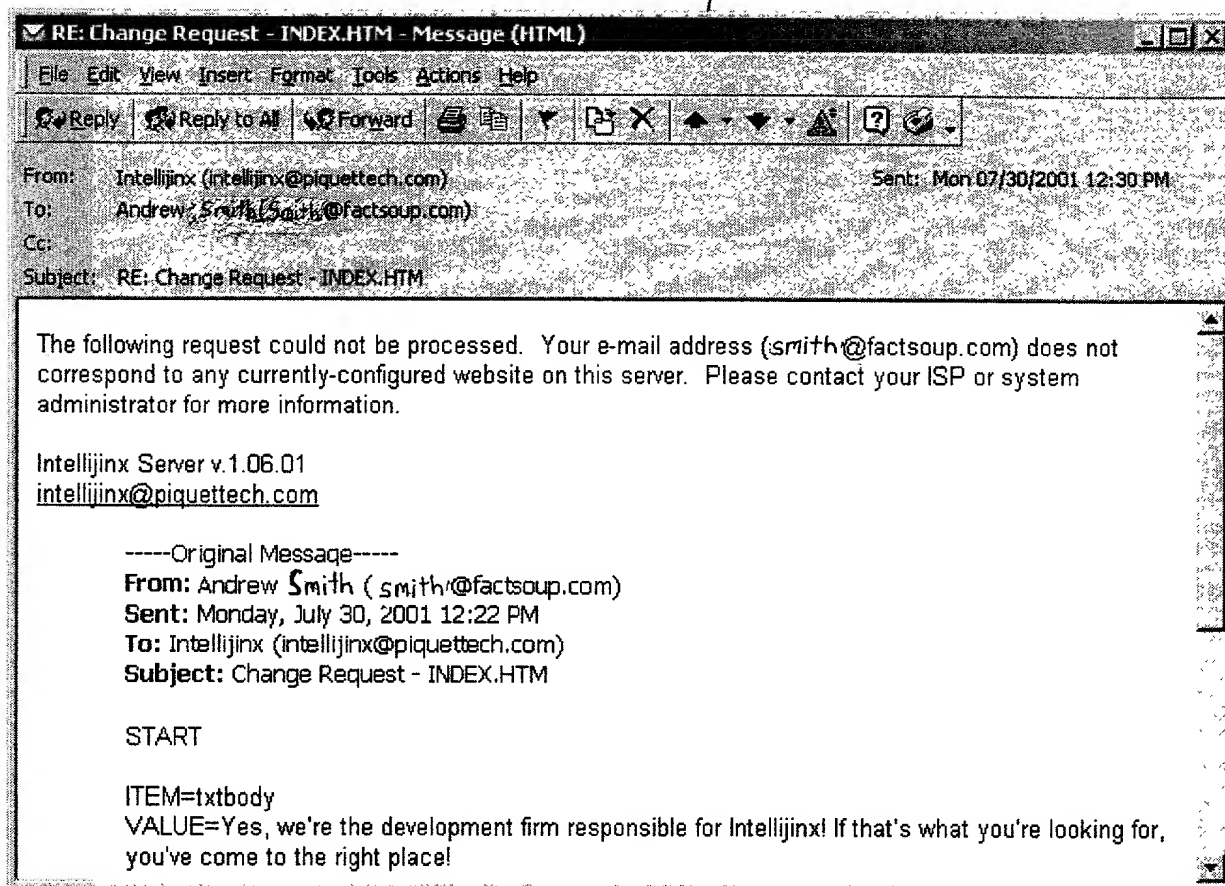 RE: Change Request - INDEX.HTM - Message (HTML)
File Edit View Insert Format Tools Actions Help
Reply Reply to All Forward
From: Intellijinx (intellijinx@piquettech.com) Sent: Mon 07/30/2001 12:30 PM
To: Andrew Smith (Smith@factsoup.com)
Cc:
Subject: RE: Change Request - INDEX.HTM
The following request could not be processed. Your e-mail address (smith@factsoup.com) does not
correspond to any currently-configured website on this server. Please contact your ISP or system
administrator for more information.
Intellijinx Server v.1.06.01
intellijinx@piquettech.com
-----Original Message-----
From: Andrew Smith (smith@factsoup.com)
Sent: Monday, July 30, 2001 12:22 PM
To: Intellijinx (intellijinx@piquettech.com)
Subject: Change Request - INDEX.HTM
START
ITEM=txtbody
VALUE=Yes, we're the development firm responsible for Intellijinx! If that's what you're looking for,
you've come to the right place!